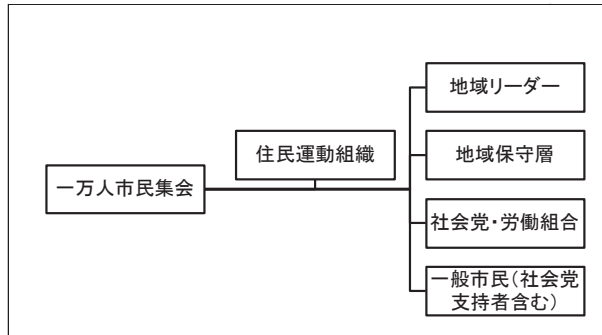 地域リーダー
住民運動組織
地域保守層
一万人市民集会
社会党・労働組合
一般市民(社会党
支持者含む)